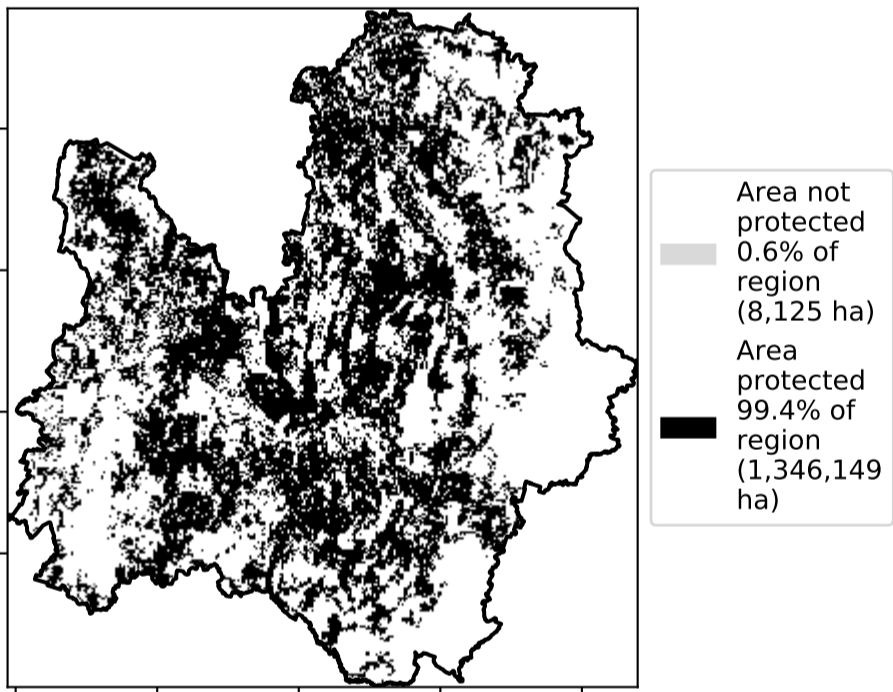 Area not
protected
0.6% of
region
(8,125 ha)
Area
protected
99.4% of
region
(1,346,149
ha)